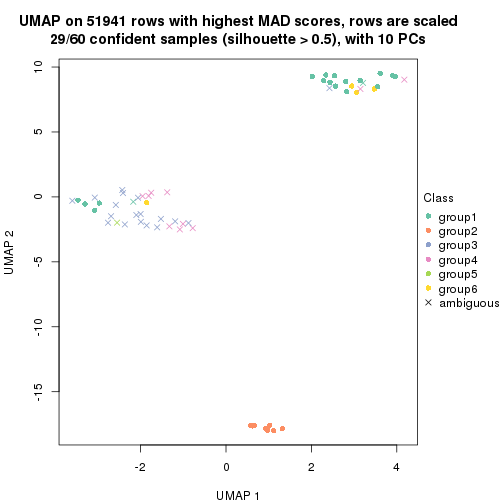 UMAP on 51941 rows with highest MAD scores, rows are scaled
29/60 confident samples (silhouette > 0.5), with 10 PCs
10
5
0
-5
-10
-15
UMAP 2
-2
0
2
4
UMAP 1
Class
group1
group2
group3
group4
group5
group6
ambiguous